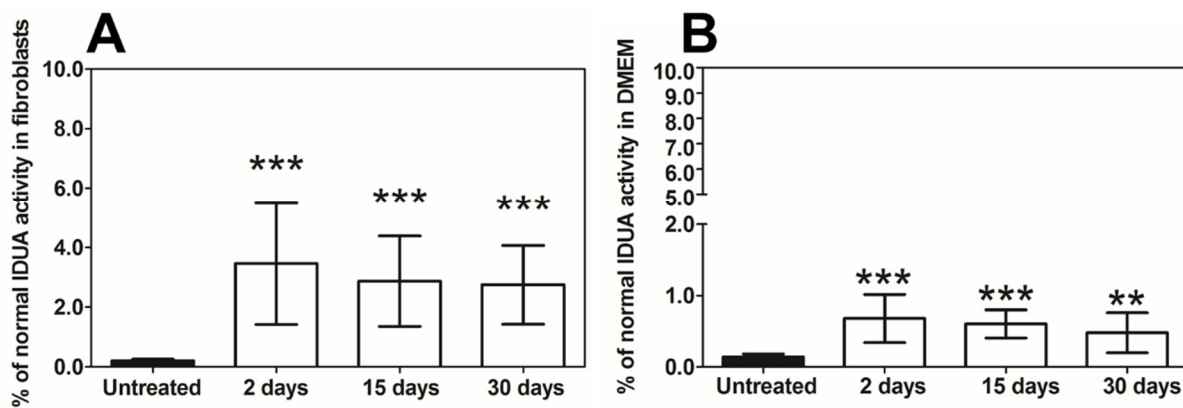 A
% of normal IDUA activity in fibroblasts
10.0
8.0
6.0
4.0
2.0
0.0
***
***
***
Untreated
2 days
15 days
30 days
B
% of normal IDUA activity in DMEM
10.0
9.0
8.0
7.0
6.0
5.0
2.0
1.0
0.0
***
***
**
Untreated
2 days
15 days
30 days